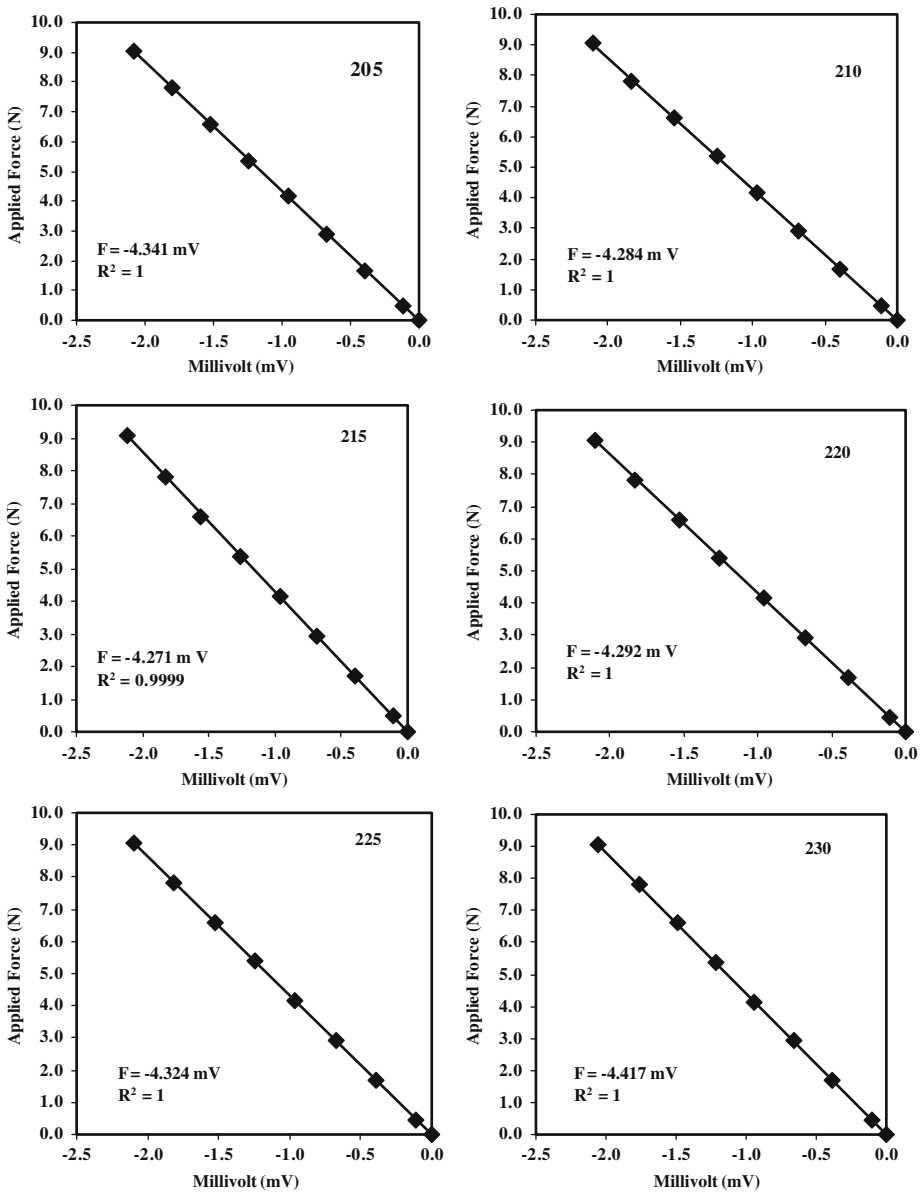 10.0
9.0
8.0
7.0
6.0
5.0
4.0
3.0
2.0
1.0
0.0
Applied Force (N)
205
F = -4.341 mV
R² = 1
-2.5 -2.0 -1.5 -1.0 -0.5 0.0
Millivolt (mV)
10.0
9.0
8.0
7.0
6.0
5.0
4.0
3.0
2.0
1.0
0.0
Applied Force (N)
210
F = -4.284 m V
R² = 1
-2.5 -2.0 -1.5 -1.0 -0.5 0.0
Millivolt (mV)
10.0
9.0
8.0
7.0
6.0
5.0
4.0
3.0
2.0
1.0
0.0
Applied Force (N)
215
F = -4.271 m V
R² = 0.9999
-2.5 -2.0 -1.5 -1.0 -0.5 0.0
Millivolt (mV)
10.0
9.0
8.0
7.0
6.0
5.0
4.0
3.0
2.0
1.0
0.0
Applied Force (N)
220
F = -4.292 m V
R² = 1
-2.5 -2.0 -1.5 -1.0 -0.5 0.0
Millivolt (mV)
10.0
9.0
8.0
7.0
6.0
5.0
4.0
3.0
2.0
1.0
0.0
Applied Force (N)
225
F = -4.324 mV
R² = 1
-2.5 -2.0 -1.5 -1.0 -0.5 0.0
Millivolt (mV)
10.0
9.0
8.0
7.0
6.0
5.0
4.0
3.0
2.0
1.0
0.0
Applied Force (N)
230
F = -4.417 mV
R² = 1
-2.5 -2.0 -1.5 -1.0 -0.5 0.0
Millivolt (mV)